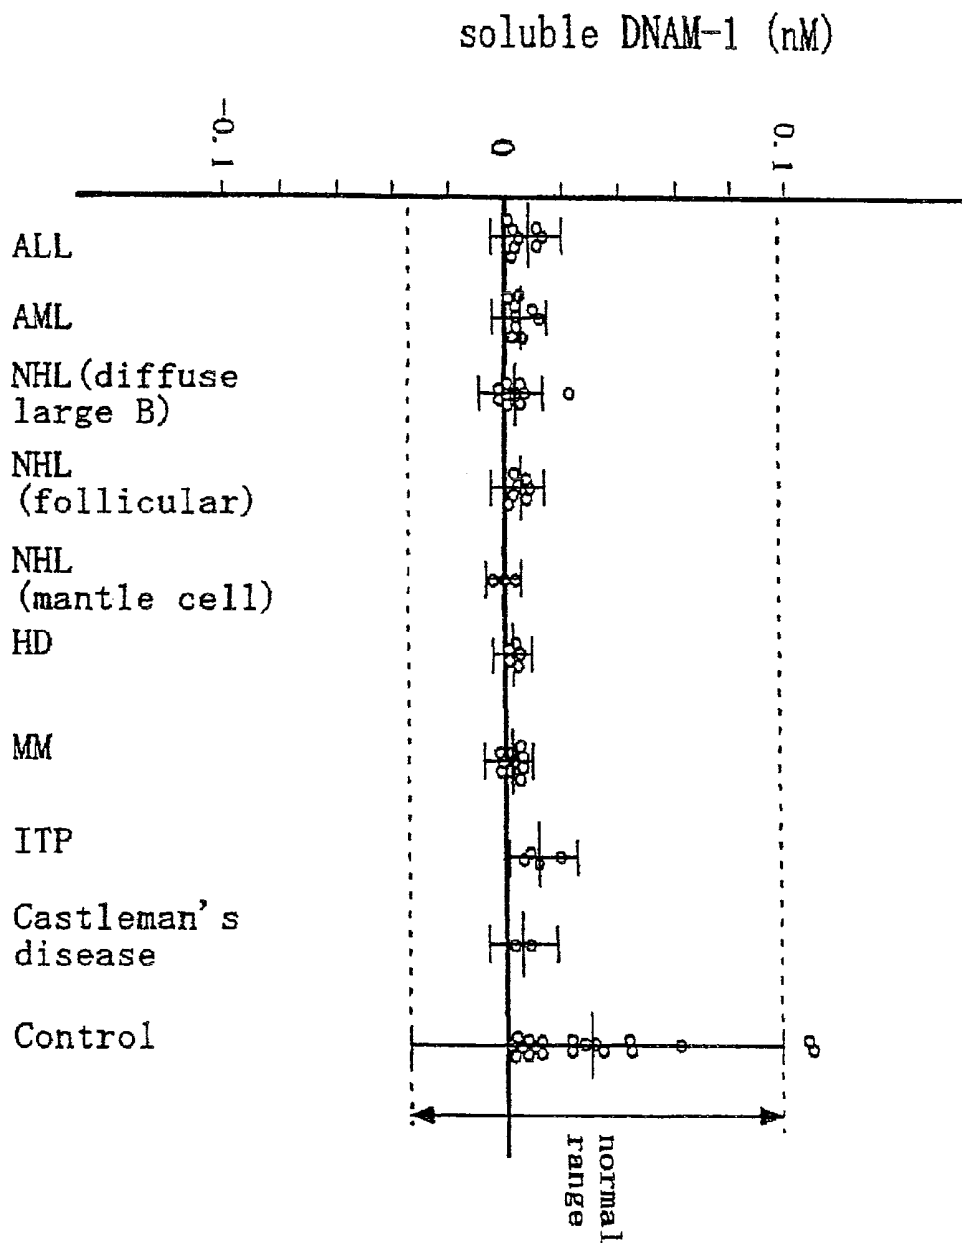 soluble DNAM-1 (nM)
-0.1
0
0.1
ALL
AML
NHL (diffuse
large B)
NHL
(follicular)
NHL
(mantle cell)
HD
MM
ITP
Castleman's
disease
Control
normal
range